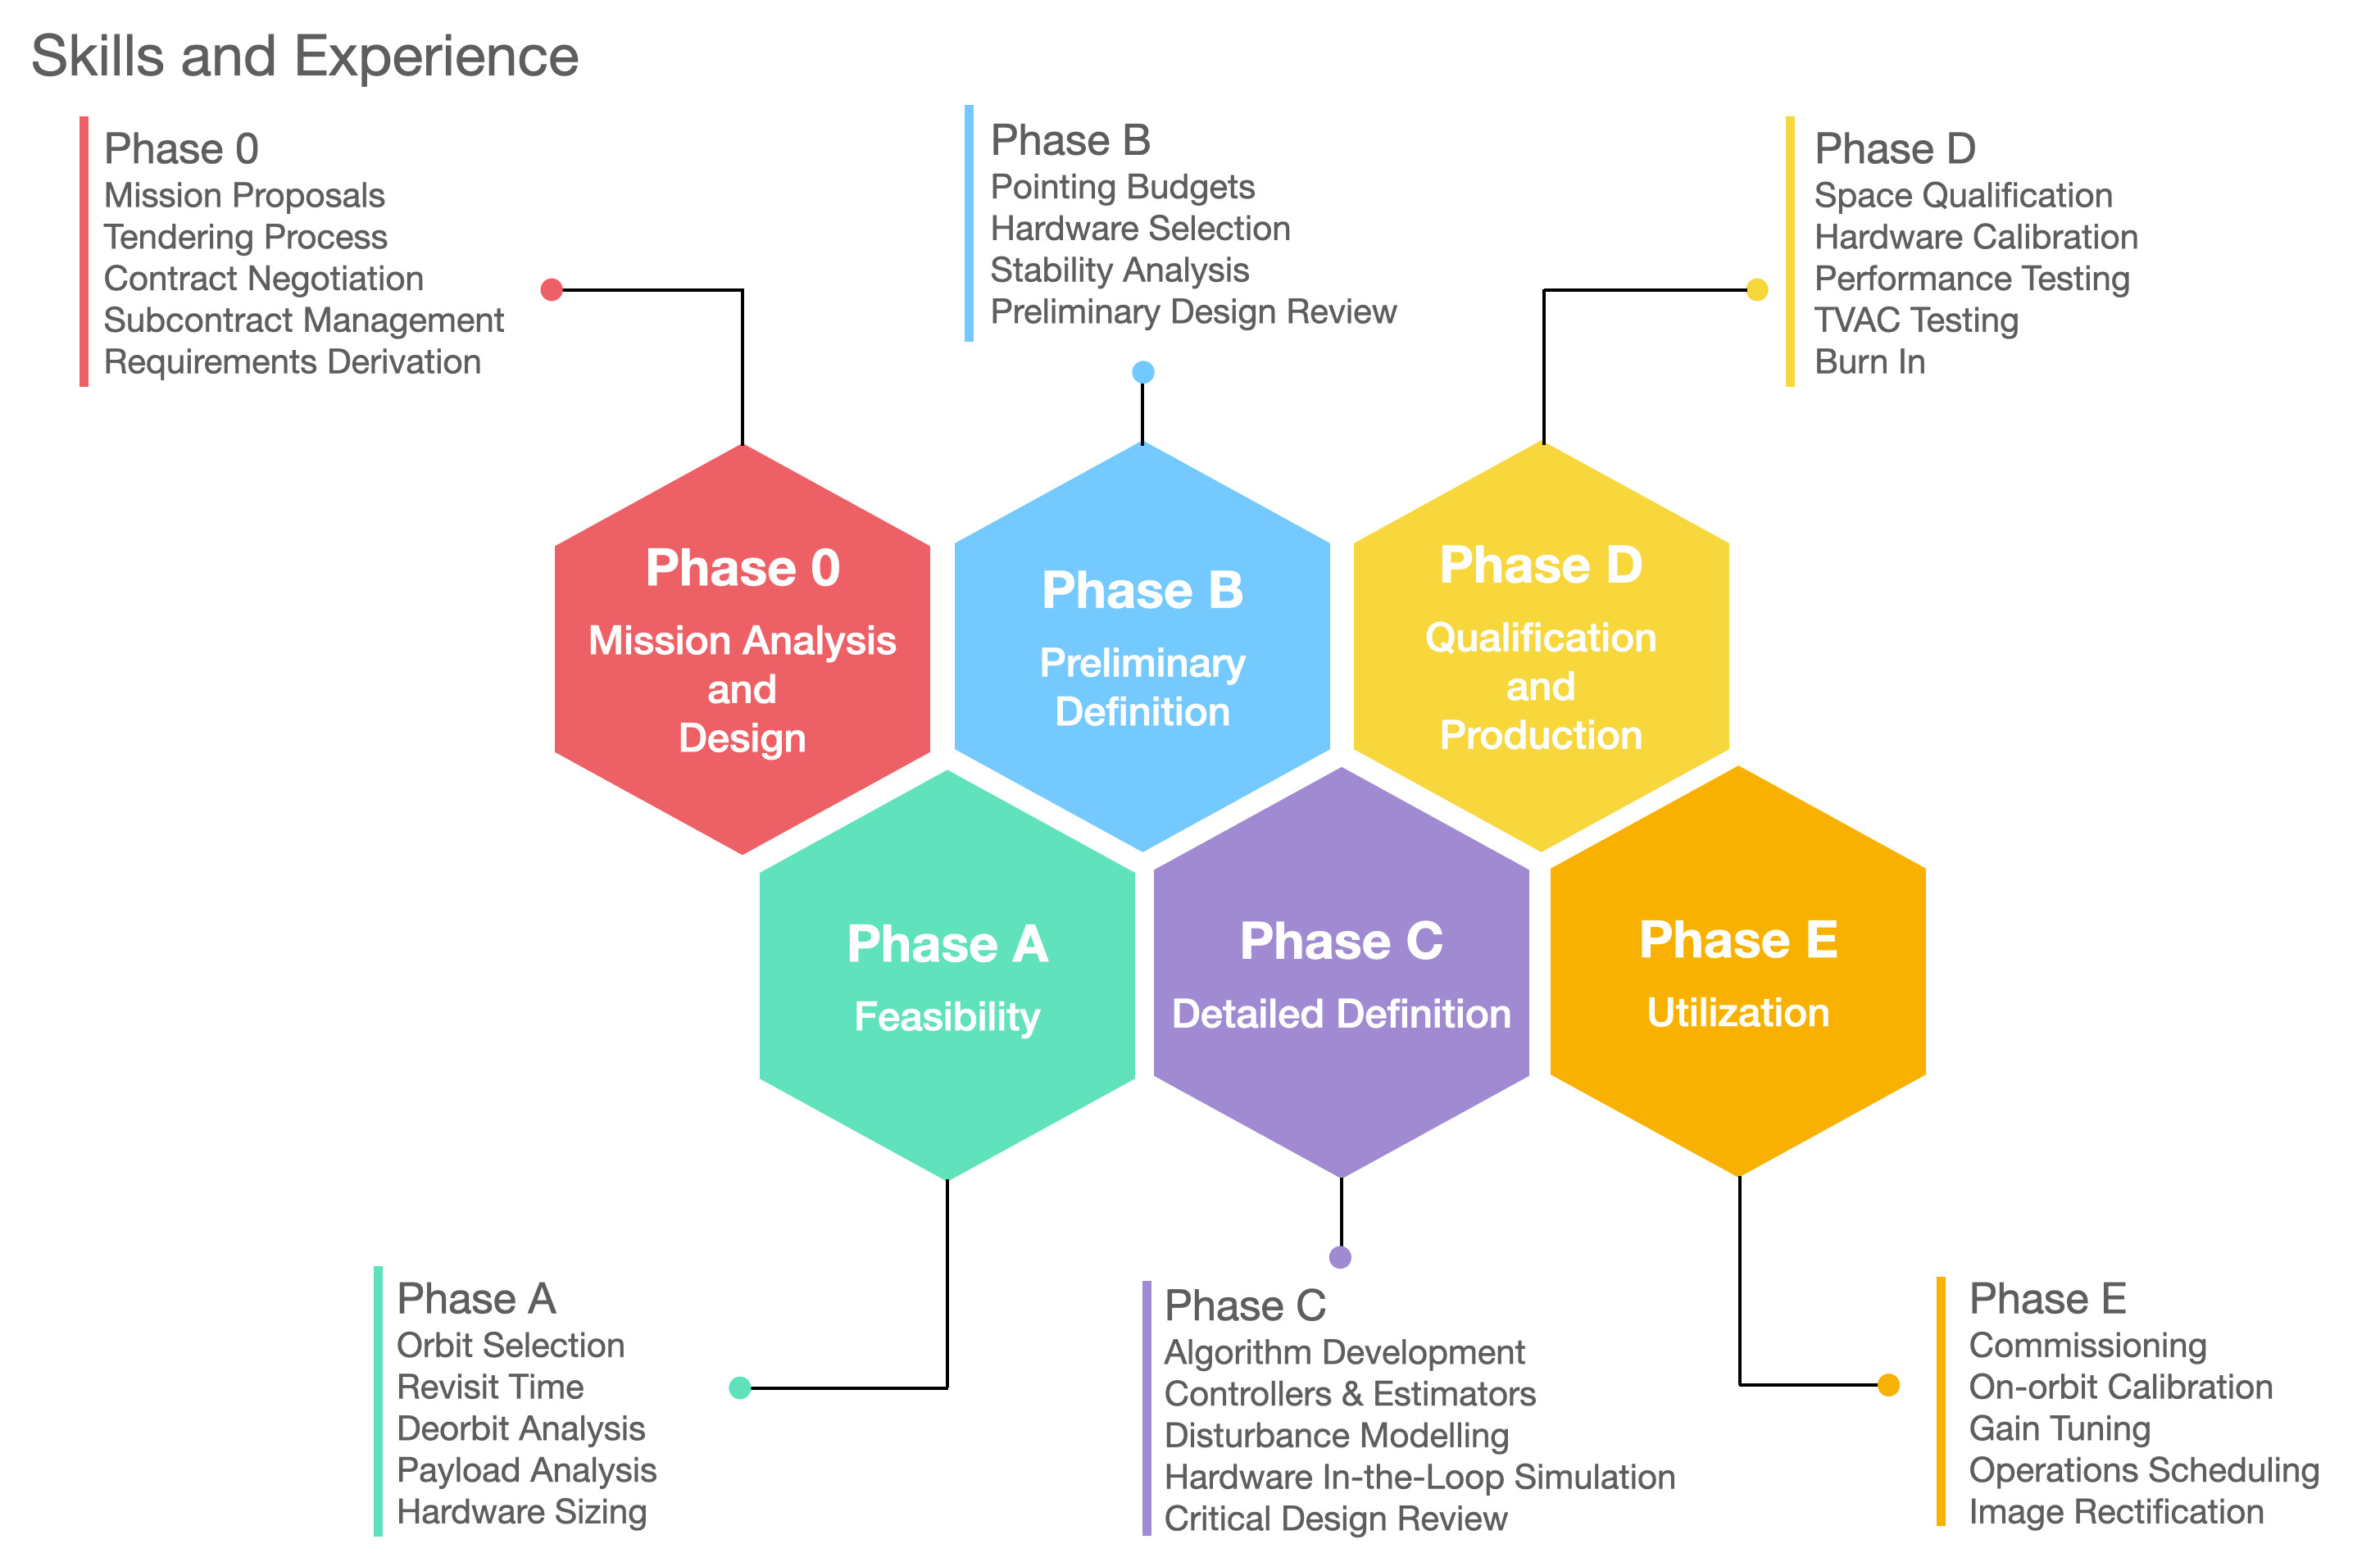 Skills and Experience
Phase 0
Mission Proposals
Tendering Process
Contract Negotiation
Subcontract Management
Requirements Derivation
Phase B
Pointing Budgets
Hardware Selection
Stability Analysis
Preliminary Design Review
Phase D
Space Qualification
Hardware Calibration
Performance Testing
TVAC Testing
Burn In
Phase 0
Mission Analysis
and
Design
Phase B
Preliminary
Definition
Phase D
Qualification
and
Production
Phase A
Feasibility
Phase C
Detailed Definition
Phase E
Utilization
Phase A
Orbit Selection
Revisit Time
Deorbit Analysis
Payload Analysis
Hardware Sizing
Phase C
Algorithm Development
Controllers & Estimators
Disturbance Modelling
Hardware In-the-Loop Simulation
Critical Design Review
Phase E
Commissioning
On-orbit Calibration
Gain Tuning
Operations Scheduling
Image Rectification